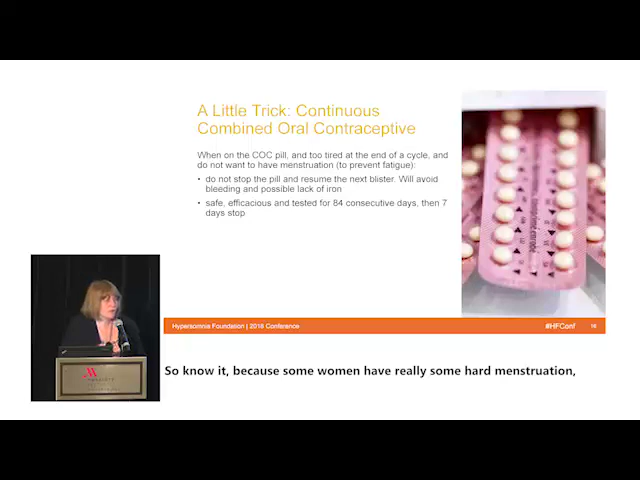 A Little Trick: Continuous
Combined Oral Contraceptive
When on the COC pill, and too tired at the end of a cycle, and
do not want to have menstruation (to prevent fatigue):
• do not stop the pill and resume the next blister. Will avoid
bleeding and possible lack of iron
• safe, efficacious and tested for 84 consecutive days, then 7
days stop
Hypersomnia Foundation | 2018 Conference
#HFConf
16
So know it, because some women have really some hard menstruation,